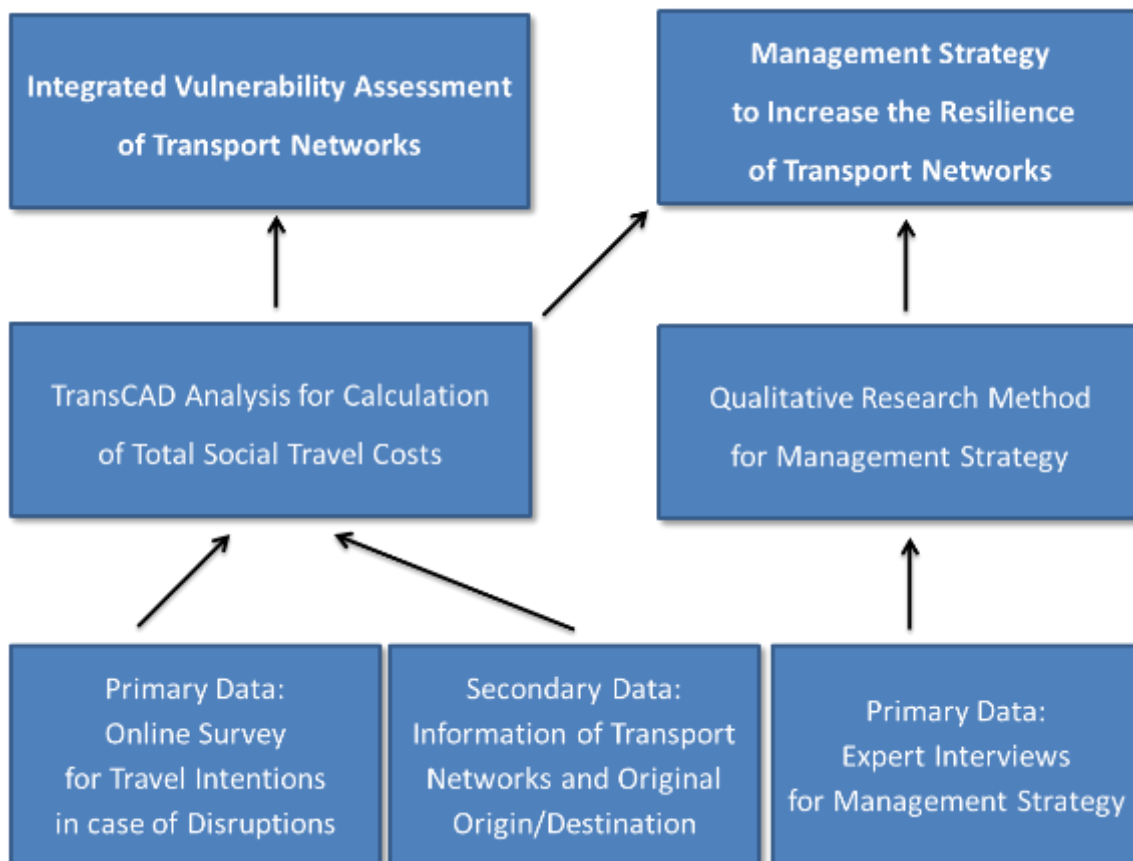 Integrated Vulnerability Assessment
of Transport Networks
Management Strategy
to Increase the Resilience
of Transport Networks
TransCAD Analysis for Calculation
of Total Social Travel Costs
Qualitative Research Method
for Management Strategy
Primary Data:
Online Survey
for Travel Intentions
in case of Disruptions
Secondary Data:
Information of Transport
Networks and Original
Origin/Destination
Primary Data:
Expert Interviews
for Management Strategy